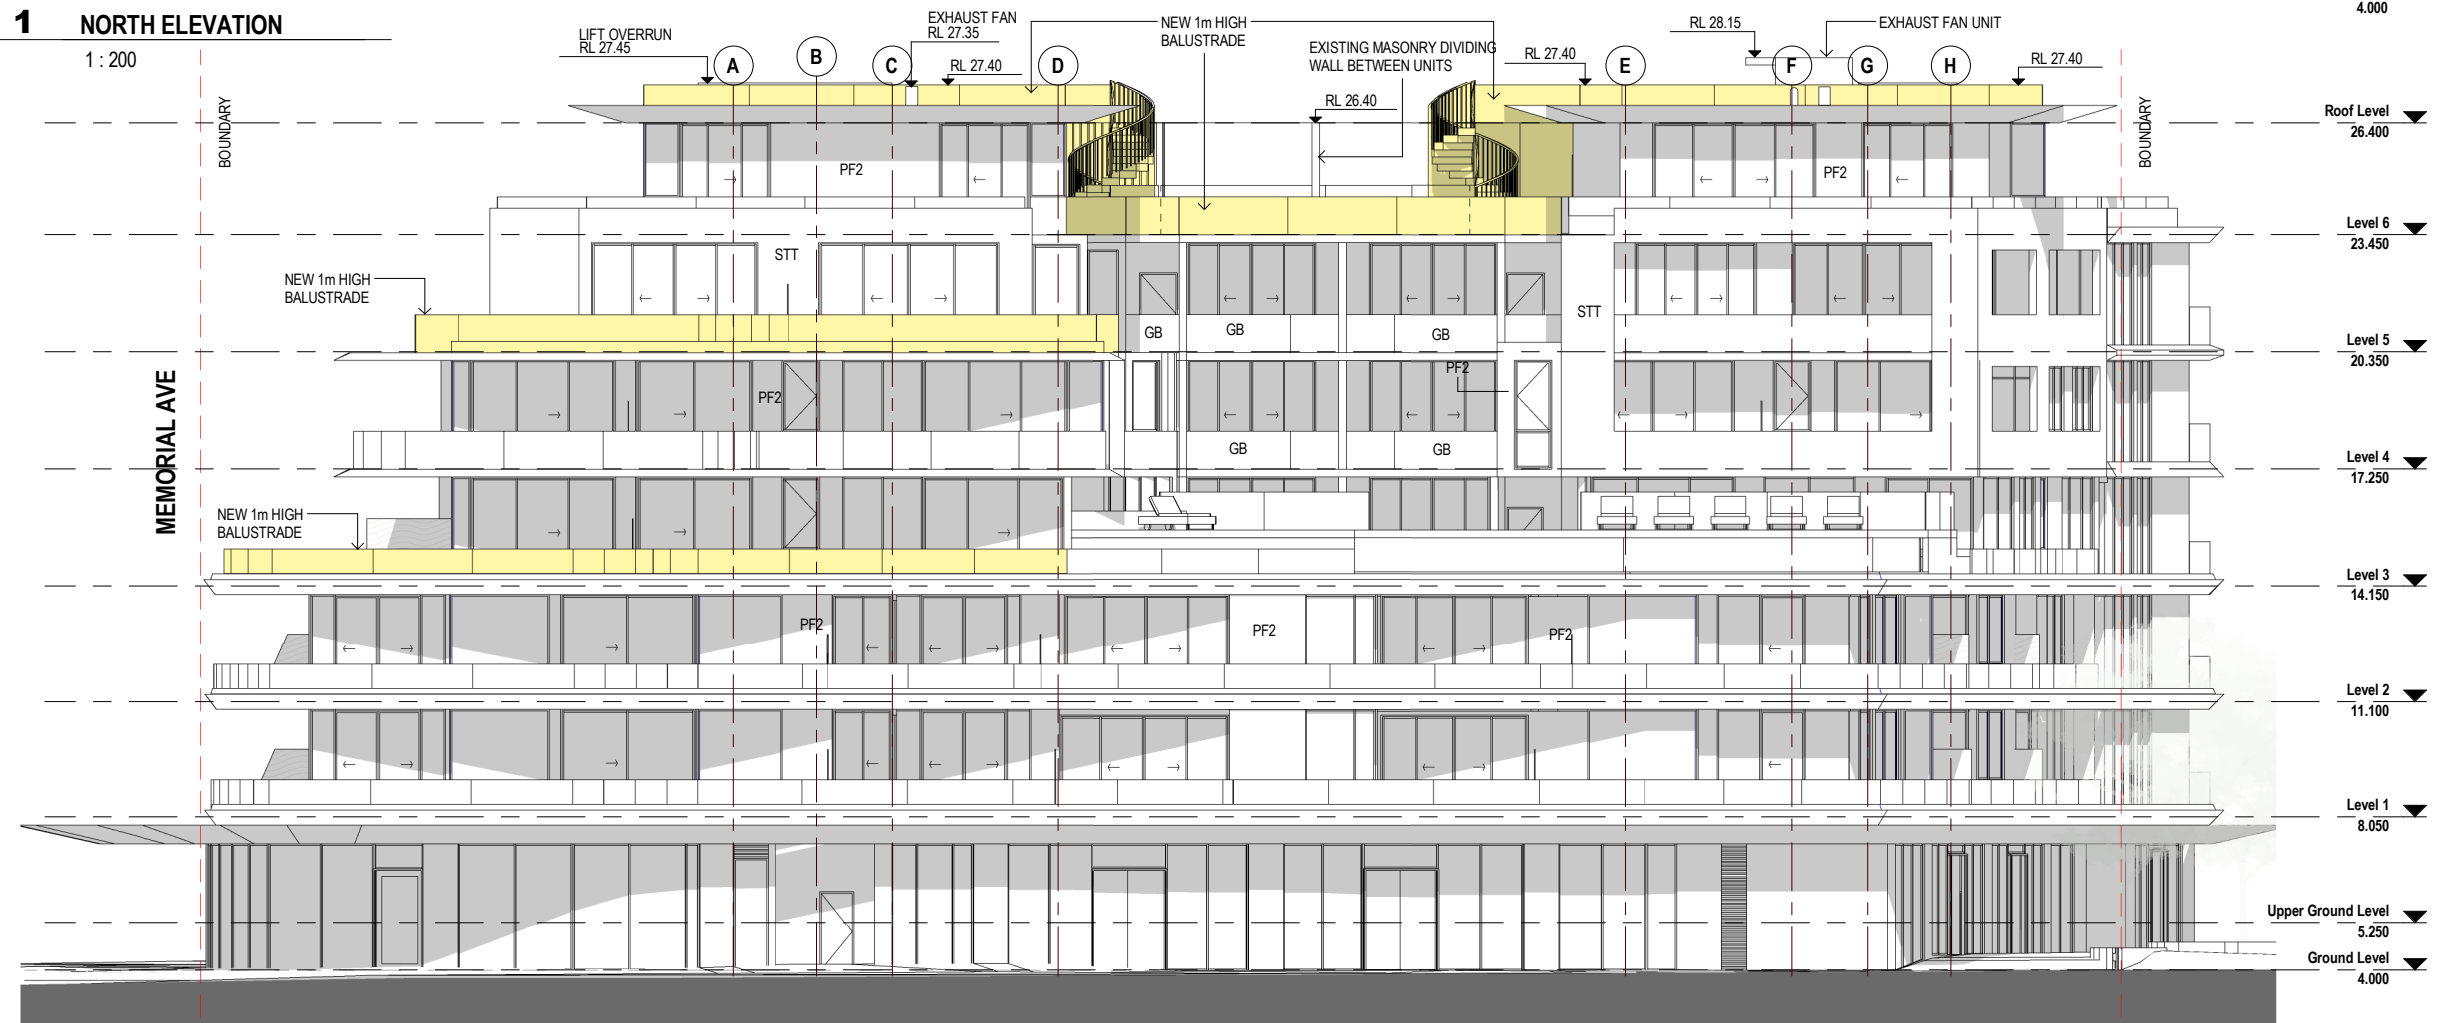 4.000
1 NORTH ELEVATION
1 : 200
LIFT OVERRUN
RL 27.45
EXHAUST FAN
RL 27.35
RL 27.40
NEW 1m HIGH
BALUSTRADE
EXISTING MASONRY DIVIDING
WALL BETWEEN UNITS
RL 26.40
RL 27.40
RL 28.15
EXHAUST FAN UNIT
RL 27.40
A
B
C
D
E
F
G
H
BOUNDARY
BOUNDARY
Roof Level
26.400
PF2
PF2
Level 6
23.450
STT
NEW 1m HIGH
BALUSTRADE
STT
GB
GB
GB
Level 5
20.350
MEMORIAL AVE
PF2
PF2
GB
GB
Level 4
17.250
NEW 1m HIGH
BALUSTRADE
Level 3
14.150
PF2
PF2
PF2
Level 2
11.100
Level 1
8.050
Upper Ground Level
5.250
Ground Level
4.000